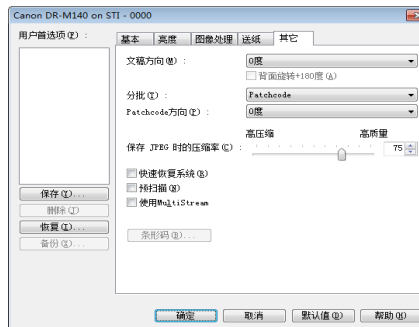 Canon DR-M140 on STI - 0000
用户首选项(P) :
保存(Y)...
删除(J)
恢复(L)...
备份(G)...
基本 亮度 图像处理 送纸 其它
文稿方向(W) : 0度
背面旋转+180度(A)
分批(T) : Patchcode
Patchcode方向(P) : 0度
高压缩 高质量
保存 JPEG 时的压缩率(C) : 75
快速恢复系统(R)
预扫描(N)
使用MultiStream
条形码(B)...
确定 取消 默认值(D) 帮助(H)